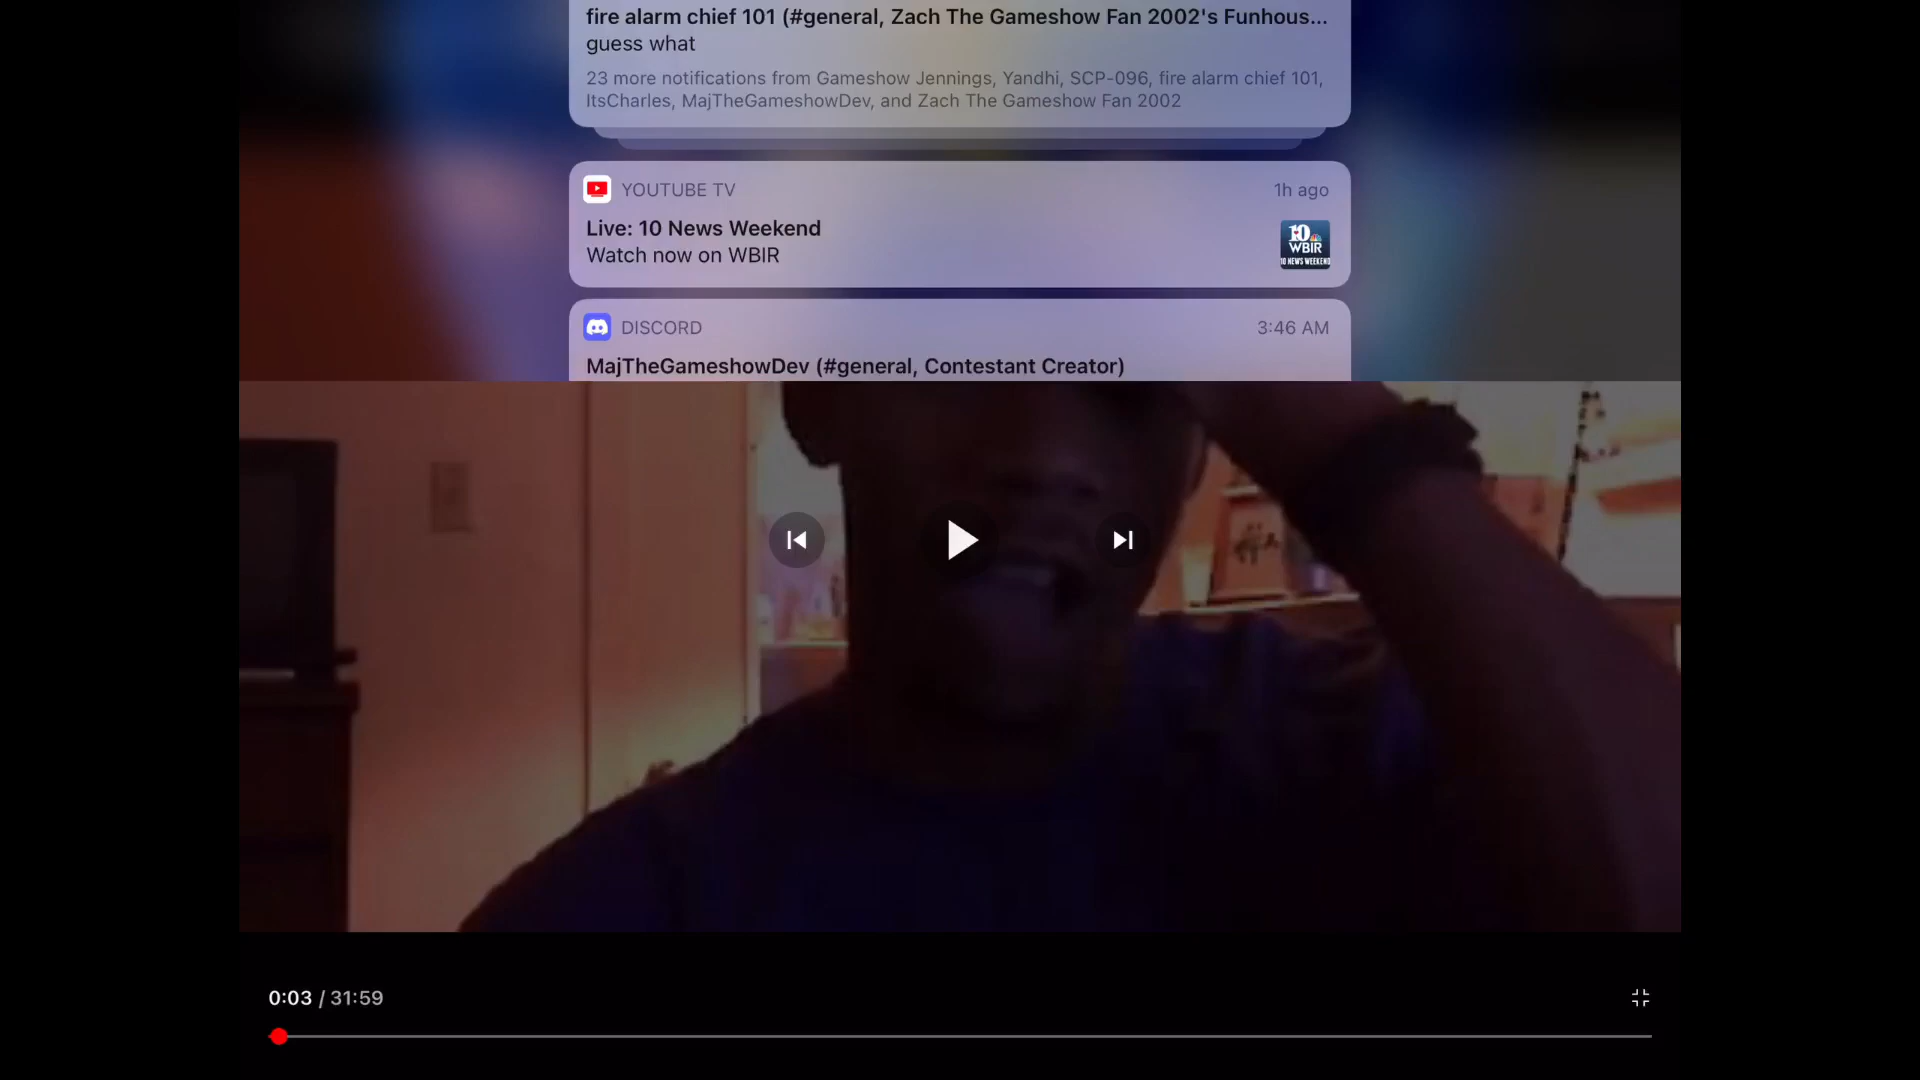 fire alarm chief 101 (#general, Zach The Gameshow Fan 2002's Funhous...
guess what
23 more notifications from Gameshow Jennings, Yandhi, SCP-096, fire alarm chief 101,
ItsCharles, MajTheGameshowDev, and Zach The Gameshow Fan 2002
YOUTUBE TV
1h ago
Live: 10 News Weekend
Watch now on WBIR
10
WBIR
10 NEWS WEEKEND
DISCORD
3:46 AM
MajTheGameshowDev (#general, Contestant Creator)
0:03 / 31:59